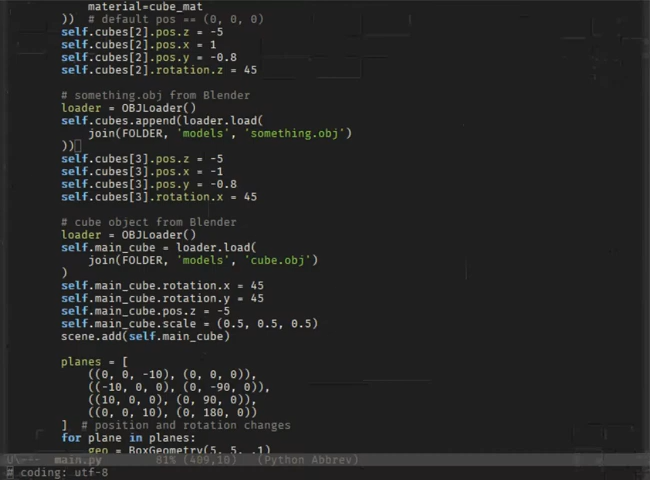 material=cube_mat
))  # default pos == (0, 0, 0)
self.cubes[2].pos.z = -5
self.cubes[2].pos.x = 1
self.cubes[2].pos.y = -0.8
self.cubes[2].rotation.z = 45
# something.obj from Blender
loader = OBJLoader()
self.cubes.append(loader.load(
join(FOLDER, 'models', 'something.obj')
))
self.cubes[3].pos.z = -5
self.cubes[3].pos.x = -1
self.cubes[3].pos.y = -0.8
self.cubes[3].rotation.x = 45
# cube object from Blender
loader = OBJLoader()
self.main_cube = loader.load(
join(FOLDER, 'models', 'cube.obj')
)
self.main_cube.rotation.x = 45
self.main_cube.rotation.y = 45
self.main_cube.pos.z = -5
self.main_cube.scale = (0.5, 0.5, 0.5)
scene.add(self.main_cube)
planes = [
((0, 0, -10), (0, 0, 0)),
((-10, 0, 0), (0, -90, 0)),
((10, 0, 0), (0, 90, 0)),
((0, 0, 10), (0, 180, 0))
]  # position and rotation changes
for plane in planes:
geo = BoxGeometry(5, 5, .1)
main.py 81% (409,10) (Python Abbrev)
# coding: utf-8